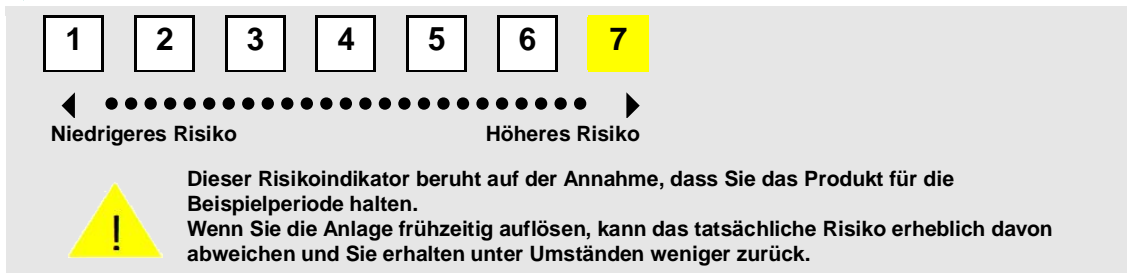 1 2 3 4 5 6 7
Niedrigeres Risiko Höheres Risiko
Dieser Risikoindikator beruht auf der Annahme, dass Sie das Produkt für die
Beispielperiode halten.
Wenn Sie die Anlage frühzeitig auflösen, kann das tatsächliche Risiko erheblich davon
abweichen und Sie erhalten unter Umständen weniger zurück.
!